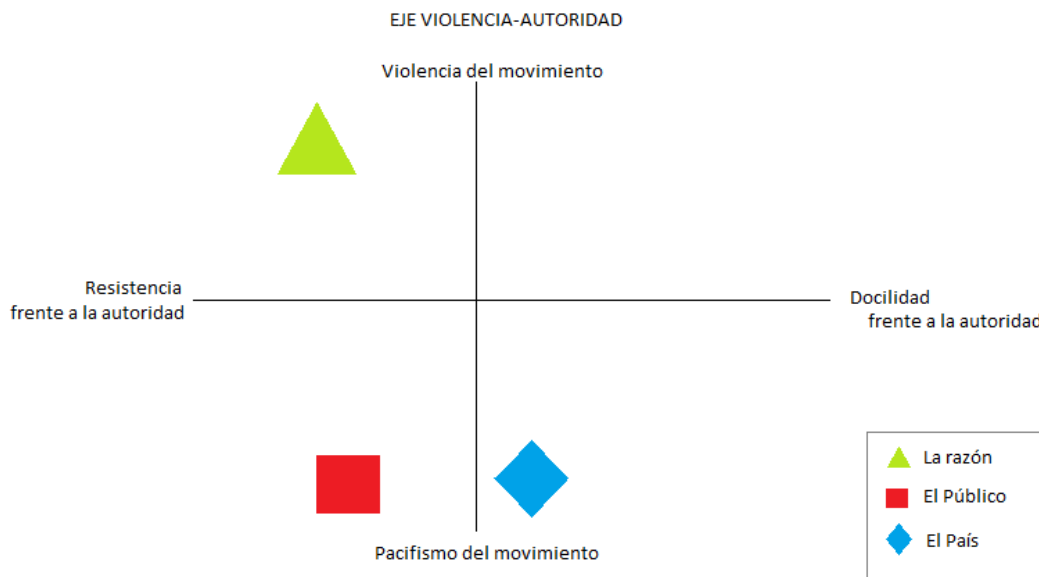 EJE VIOLENCIA-AUTORIDAD
Violencia del movimiento
Resistencia
frente a la autoridad
Docilidad
frente a la autoridad
Pacifismo del movimiento
La razón
El Público
El País